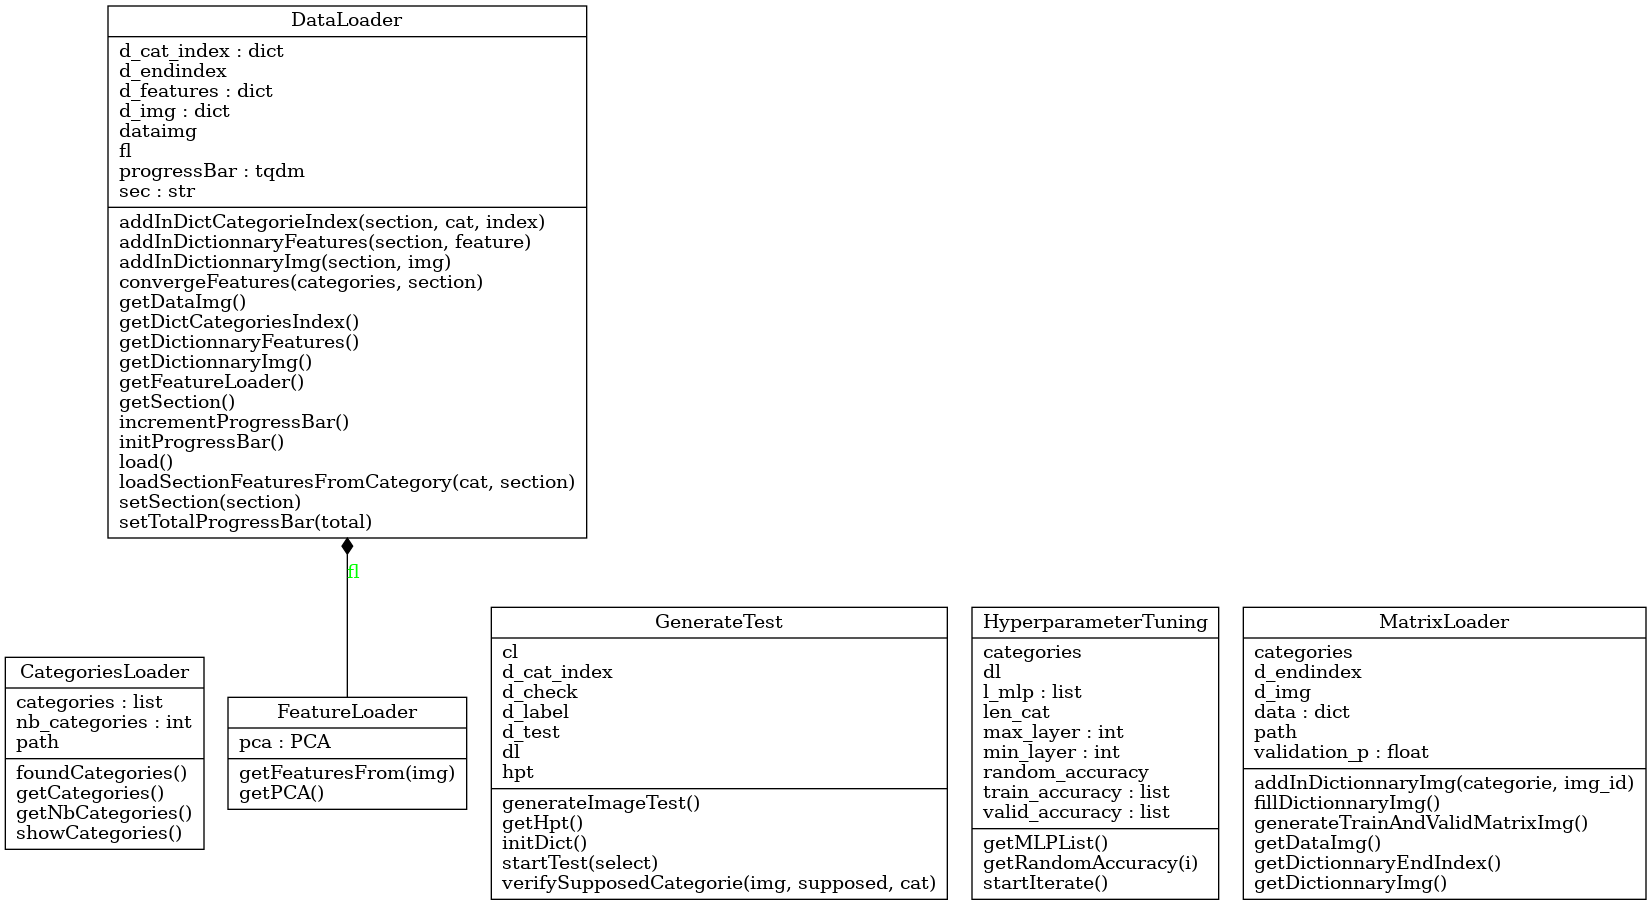 DataLoader
d_cat_index : dict
d_endindex
d_features : dict
d_img : dict
dataimg
fl
progressBar : tqdm
sec : str
addInDictCategorieIndex(section, cat, index)
addInDictionnaryFeatures(section, feature)
addInDictionnaryImg(section, img)
convergeFeatures(categories, section)
getDataImg()
getDictCategoriesIndex()
getDictionnaryFeatures()
getDictionnaryImg()
getFeatureLoader()
getSection()
incrementProgressBar()
initProgressBar()
load()
loadSectionFeaturesFromCategory(cat, section)
setSection(section)
setTotalProgressBar(total)
fl
CategoriesLoader
categories : list
nb_categories : int
path
foundCategories()
getCategories()
getNbCategories()
showCategories()
FeatureLoader
pca : PCA
getFeaturesFrom(img)
getPCA()
GenerateTest
cl
d_cat_index
d_check
d_label
d_test
dl
hpt
generateImageTest()
getHpt()
initDict()
startTest(select)
verifySupposedCategorie(img, supposed, cat)
HyperparameterTuning
categories
dl
l_mlp : list
len_cat
max_layer : int
min_layer : int
random_accuracy
train_accuracy : list
valid_accuracy : list
getMLPList()
getRandomAccuracy(i)
startIterate()
MatrixLoader
categories
d_endindex
d_img
data : dict
path
validation_p : float
addInDictionnaryImg(categorie, img_id)
fillDictionnaryImg()
generateTrainAndValidMatrixImg()
getDataImg()
getDictionnaryEndIndex()
getDictionnaryImg()